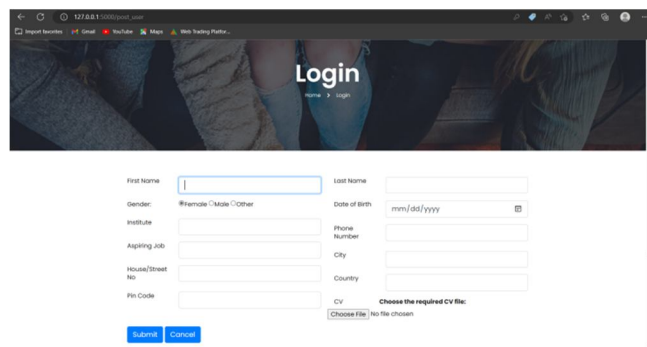 127.0.0.1:5000/post_user
Import favorites Gmail YouTube Maps Web Trading Platfor...
Login
Home > Login
First Name
Last Name
Gender: Female Male Other
Date of Birth: mm/dd/yyyy
Institute
Phone
Number
Aspiring Job
City
House/Street
No
Country
Pin Code
CV Choose the required CV file:
Choose File No file chosen
Submit Cancel